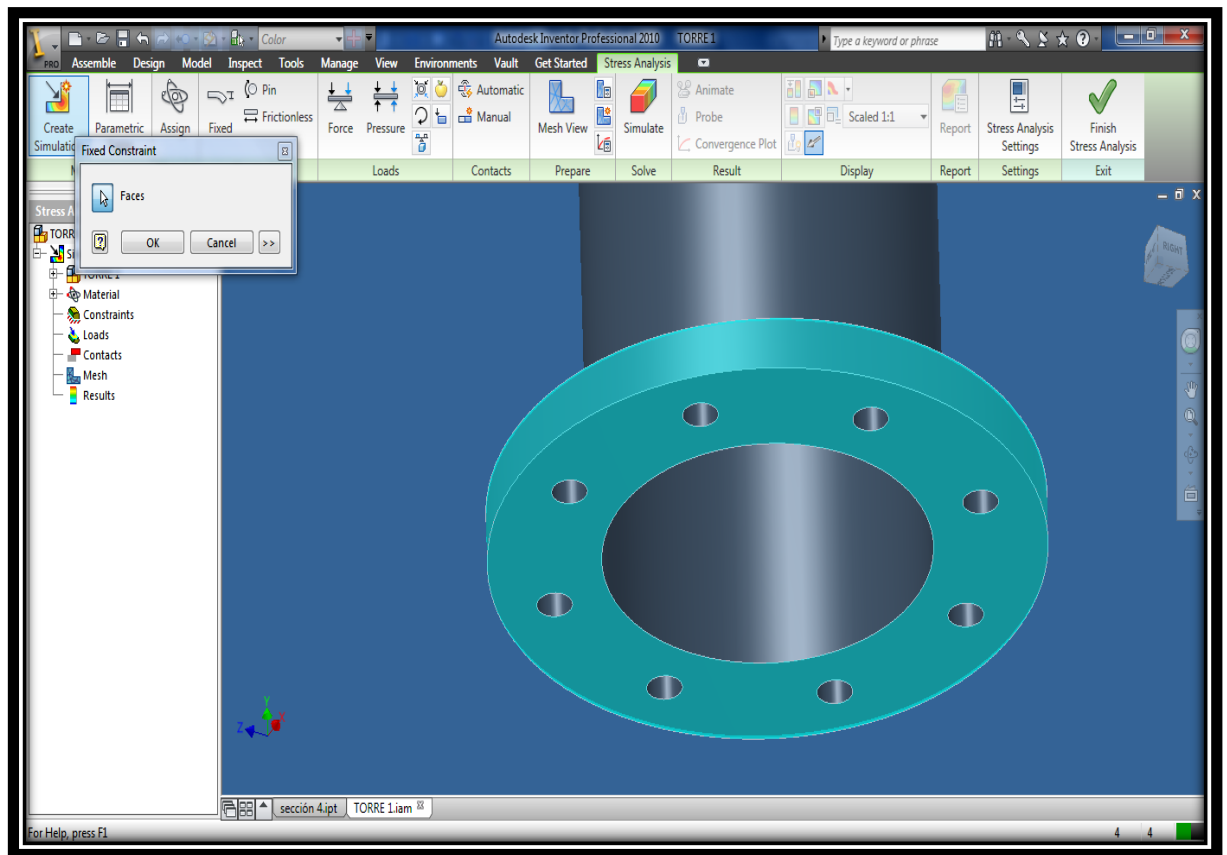 Color Autodesk Inventor Professional 2010 TORRE 1 Type a keyword or phrase
PRO Assemble Design Model Inspect Tools Manage View Environments Vault Get Started Stress Analysis
Create Simulatio Parametric Assign Fixed Pin Frictionless Force Pressure Automatic Manual Mesh View Simulate Animate Probe Convergence Plot Scaled 1:1 Report Stress Analysis Settings Finish Stress Analysis
Loads Contacts Prepare Solve Result Display Report Settings Exit
Fixed Constraint
Faces
OK Cancel >>
Stress A
TORR
Si
TORRE 1
Material
Constraints
Loads
Contacts
Mesh
Results
RIGHT
Y
Z X
sección 4.ipt TORRE 1.iam
For Help, press F1 4 4